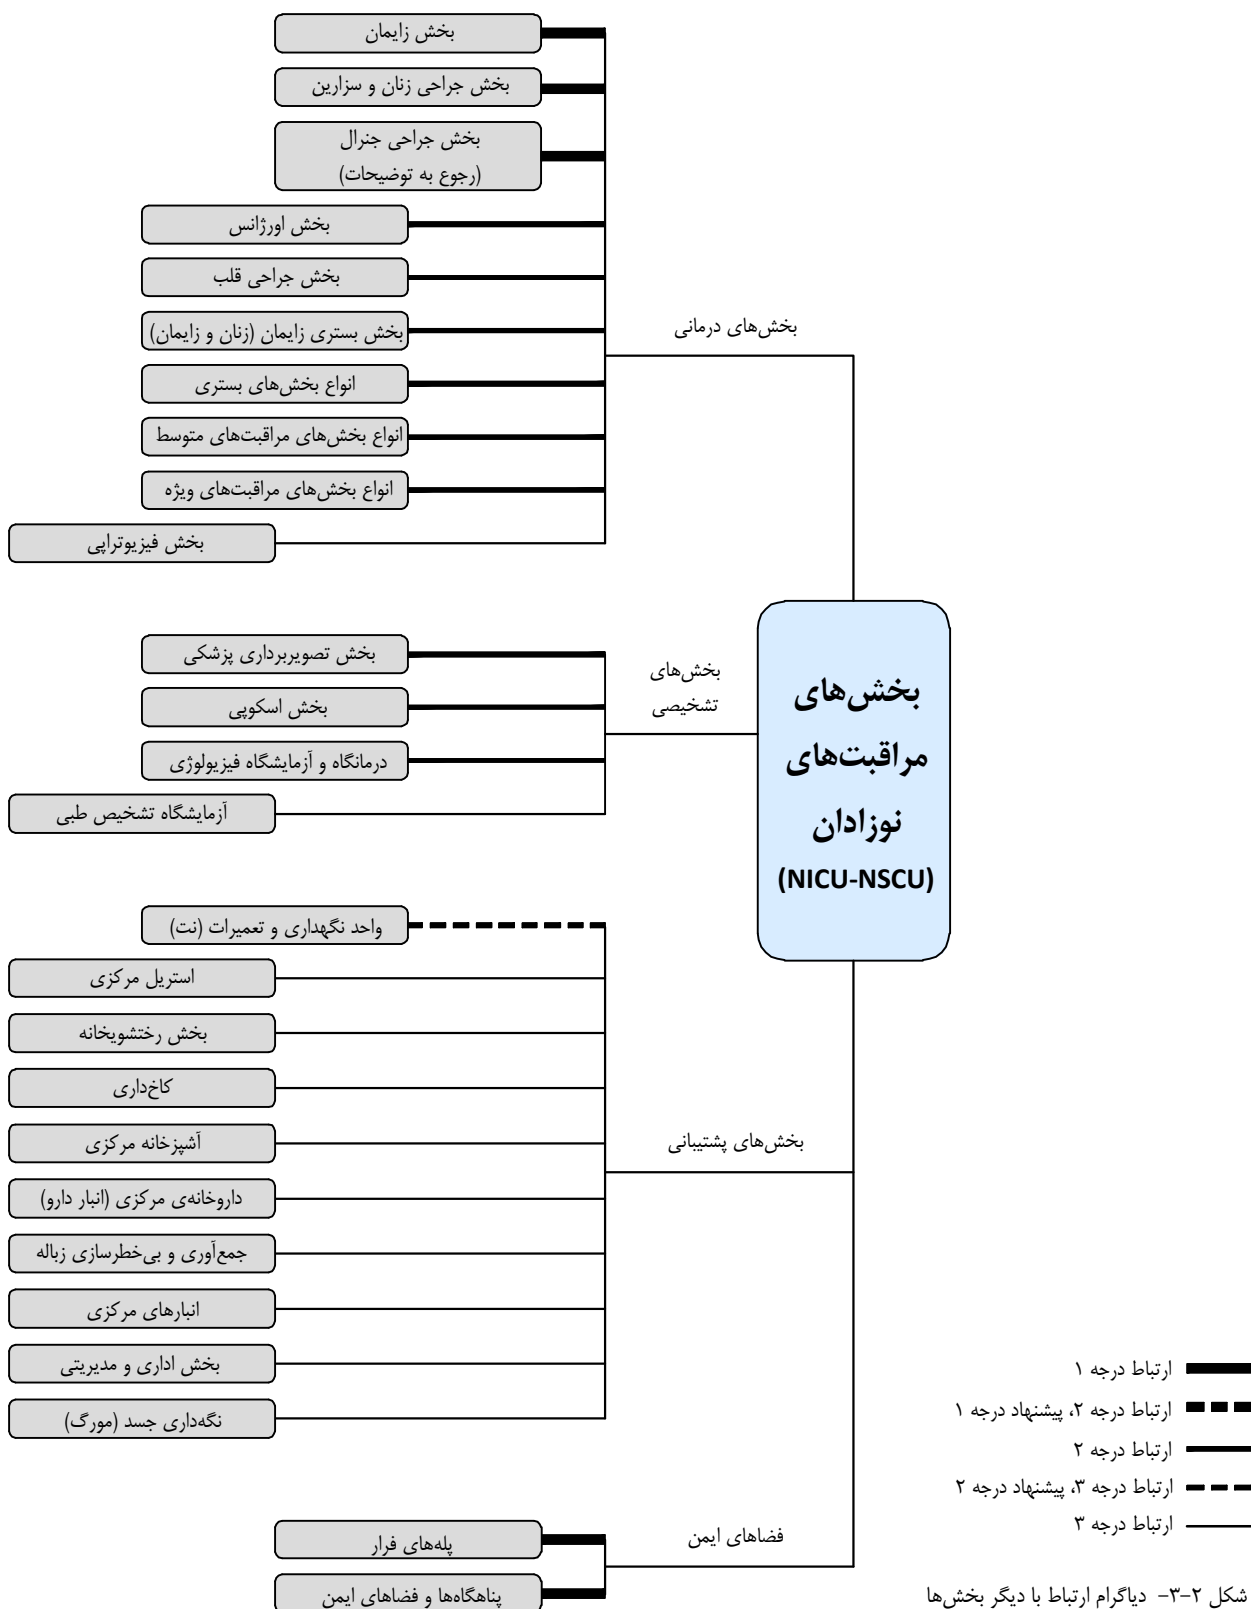 بخش زایمان
بخش جراحی زنان و سزارین
بخش جراحی جنرال
(رجوع به توضیحات)
بخش اورژانس
بخش جراحی قلب
بخش بستری زایمان (زنان و زایمان)
انواع بخش‌های بستری
انواع بخش‌های مراقبت‌های متوسط
انواع بخش‌های مراقبت‌های ویژه
بخش فیزیوتراپی
بخش‌های درمانی
بخش تصویربرداری پزشکی
بخش اسکوپی
درمانگاه و آزمایشگاه فیزیولوژی
آزمایشگاه تشخیص طبی
بخش‌های
تشخیصی
بخش‌های
مراقبت‌های
نوزادان
(NICU-NSCU)
واحد نگهداری و تعمیرات (نت)
استریل مرکزی
بخش رختشویخانه
کاخ‌داری
آشپزخانه مرکزی
داروخانه‌ی مرکزی (انبار دارو)
جمع‌آوری و بی‌خطرسازی زباله
انبارهای مرکزی
بخش اداری و مدیریتی
نگه‌داری جسد (مورگ)
بخش‌های پشتیبانی
پله‌های فرار
پناهگاه‌ها و فضاهای ایمن
فضاهای ایمن
ارتباط درجه ۱
ارتباط درجه ۲، پیشنهاد درجه ۱
ارتباط درجه ۲
ارتباط درجه ۳، پیشنهاد درجه ۲
ارتباط درجه ۳
شکل ۲-۳- دیاگرام ارتباط با دیگر بخش‌ها